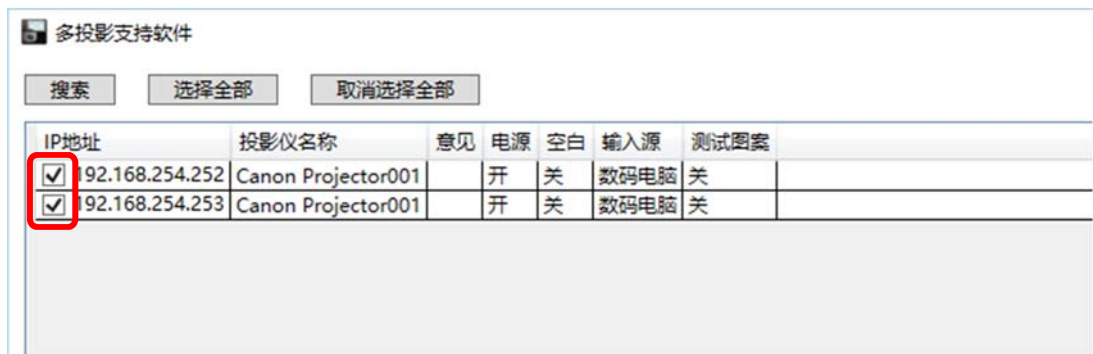 多投影支持软件
搜索 选择全部 取消选择全部
IP地址 投影仪名称 意见 电源 空白 输入源 测试图案
192.168.254.252 Canon Projector001 开 关 数码电脑 关
192.168.254.253 Canon Projector001 开 关 数码电脑 关